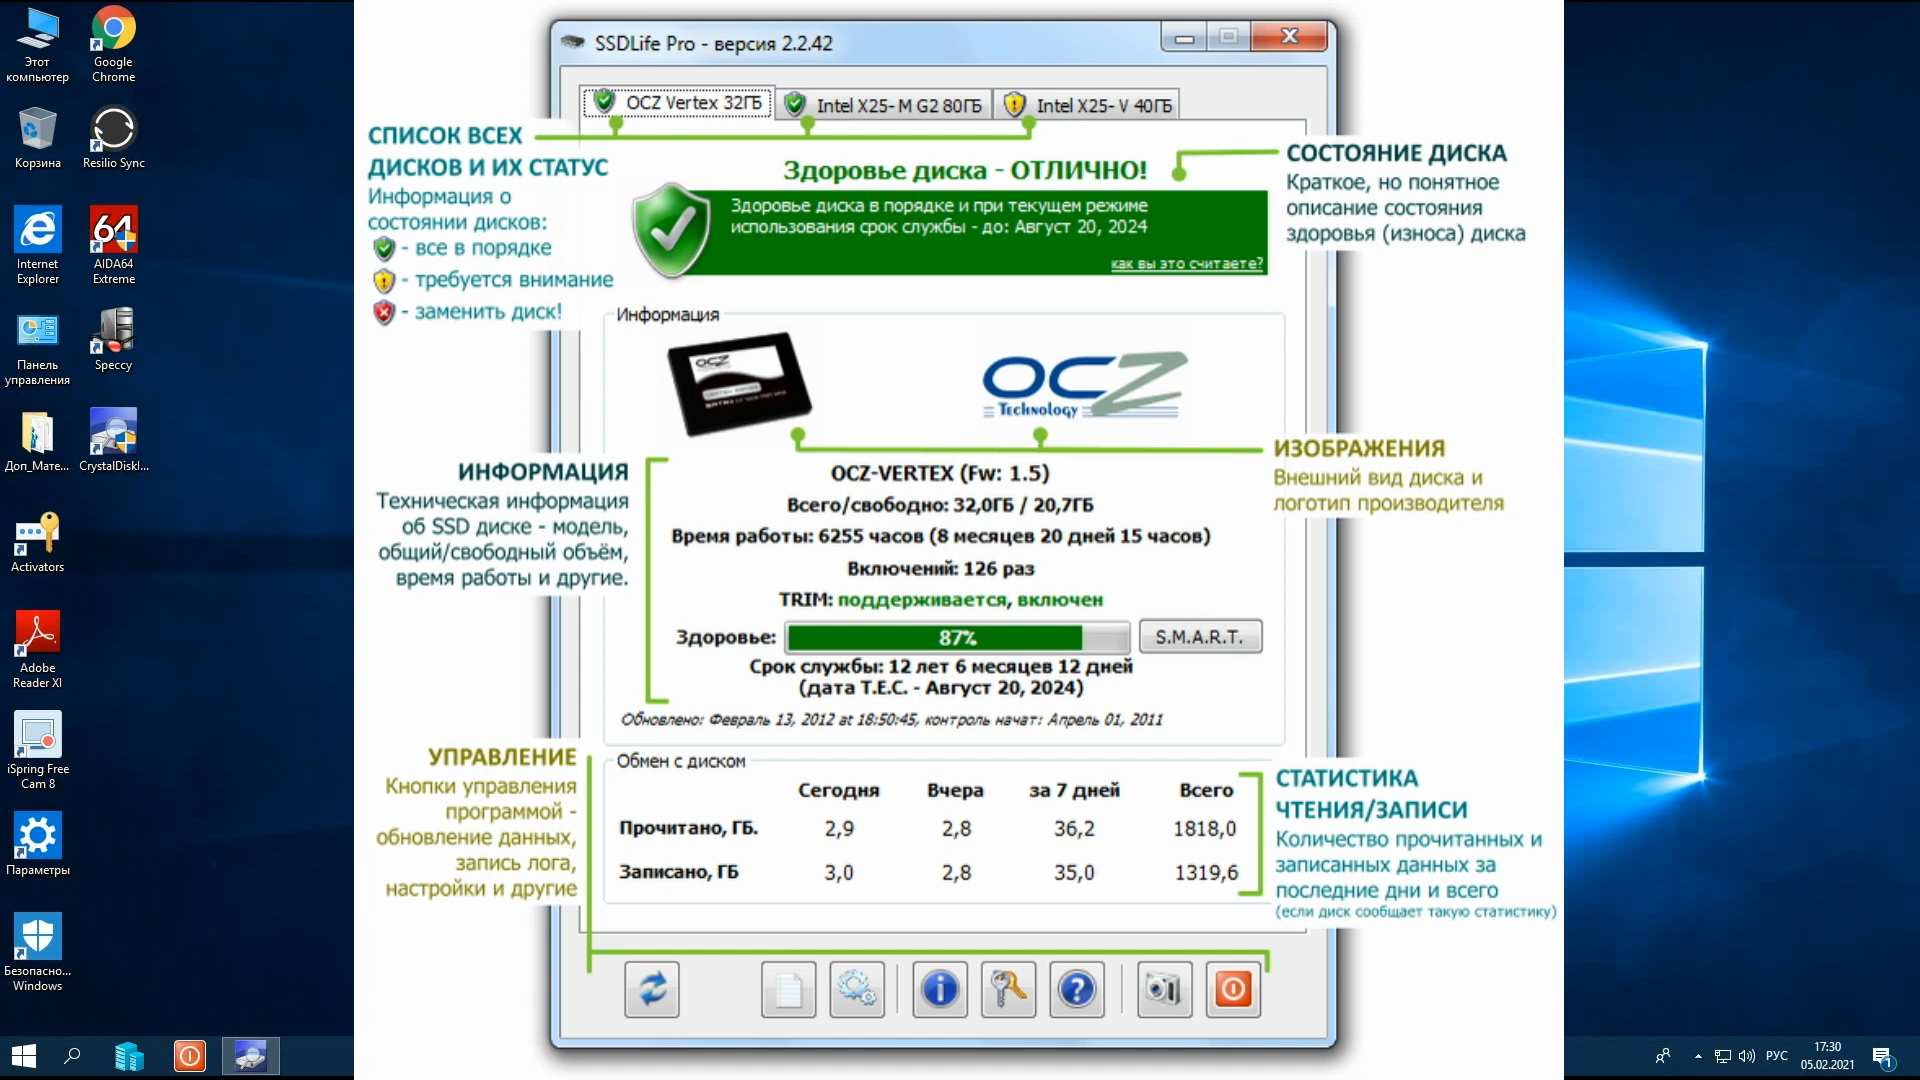 Этот
компьютер
Google
Chrome
Корзина
Resilio Sync
Internet
Explorer
64
AIDA64
Extreme
Панель
управления
Speccy
Доп_Мате...
CrystalDiskI...
Activators
Adobe
Reader XI
iSpring Free
Cam 8
Параметры
Безопасно...
Windows
SSDLife Pro - версия 2.2.42
OCZ Vertex 32ГБ
Intel X25- M G2 80ГБ
Intel X25- V 40ГБ
СПИСОК ВСЕХ
ДИСКОВ И ИХ СТАТУС
Информация о
состоянии дисков:
- все в порядке
- требуется внимание
- заменить диск!
Здоровье диска - ОТЛИЧНО!
Здоровье диска в порядке и при текущем режиме
использования срок службы - до: Август 20, 2024
как вы это считаете?
СОСТОЯНИЕ ДИСКА
Краткое, но понятное
описание состояния
здоровья (износа) диска
Информация
OCZ
OCZ
Technology
ИЗОБРАЖЕНИЯ
Внешний вид диска и
логотип производителя
ИНФОРМАЦИЯ
Техническая информация
об SSD диске - модель,
общий/свободный объём,
время работы и другие.
OCZ-VERTEX (Fw: 1.5)
Всего/свободно: 32,0ГБ / 20,7ГБ
Время работы: 6255 часов (8 месяцев 20 дней 15 часов)
Включений: 126 раз
TRIM: поддерживается, включен
Здоровье: 87% S.M.A.R.T.
Срок службы: 12 лет 6 месяцев 12 дней
(дата T.E.C. - Август 20, 2024)
Обновлено: Февраль 13, 2012 at 18:50:45, контроль начат: Апрель 01, 2011
УПРАВЛЕНИЕ
Кнопки управления
программой -
обновление данных,
запись лога,
настройки и другие
Обмен с диском
Сегодня Вчера за 7 дней Всего
Прочитано, ГБ. 2,9 2,8 36,2 1818,0
Записано, ГБ 3,0 2,8 35,0 1319,6
СТАТИСТИКА
ЧТЕНИЯ/ЗАПИСИ
Количество прочитанных и
записанных данных за
последние дни и всего
(если диск сообщает такую статистику)
РУС
17:30
05.02.2021
1